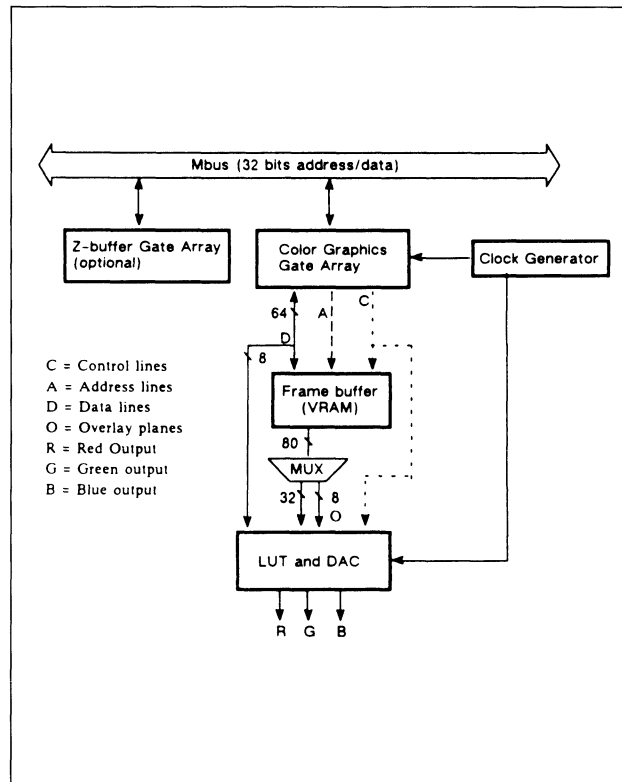 Mbus (32 bits address/data)
Z-buffer Gate Array
(optional)
Color Graphics
Gate Array
Clock Generator
64
A
C
D
8
C = Control lines
A = Address lines
D = Data lines
O = Overlay planes
R = Red Output
G = Green output
B = Blue output
Frame buffer
(VRAM)
80
MUX
32
8
O
LUT and DAC
R G B